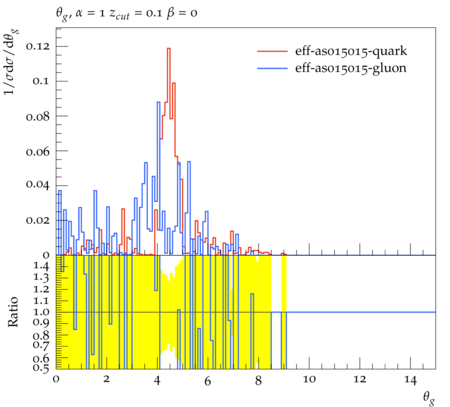 θg, α = 1 zcut = 0.1 β = 0
eff-as015015-quark
eff-as015015-gluon
1/σdσ/dθg
0.12
0.1
0.08
0.06
0.04
0.02
0
Ratio
1.4
1.3
1.2
1.1
1.0
0.9
0.8
0.7
0.6
0.5
0 2 4 6 8 10 12 14
θg